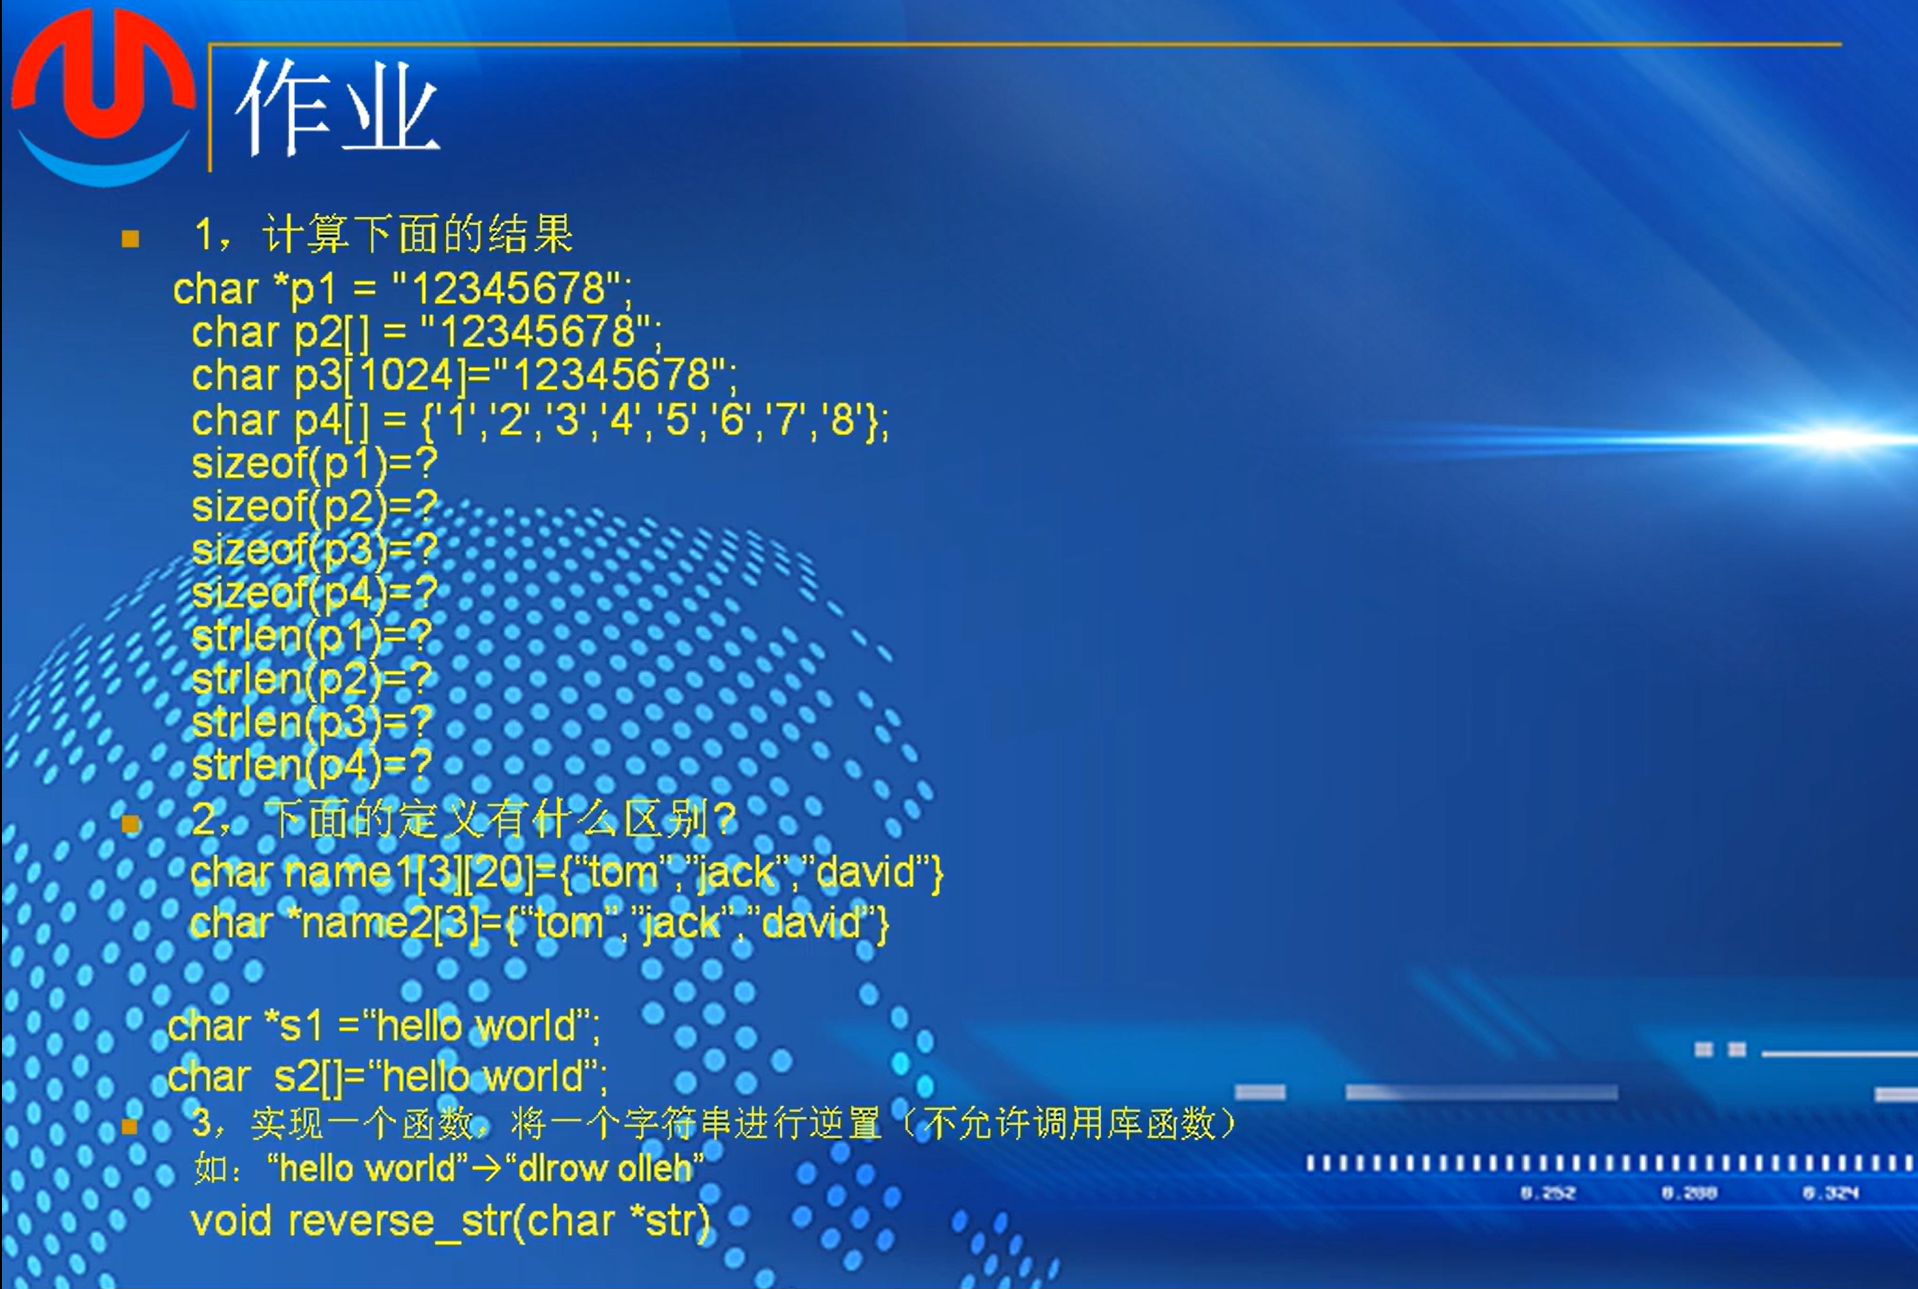 作业
1，计算下面的结果
char *p1 = "12345678";
char p2[] = "12345678";
char p3[1024]="12345678";
char p4[] = {'1','2','3','4','5','6','7','8'};
sizeof(p1)=?
sizeof(p2)=?
sizeof(p3)=?
sizeof(p4)=?
strlen(p1)=?
strlen(p2)=?
strlen(p3)=?
strlen(p4)=?
2，下面的定义有什么区别?
char name1[3][20]={“tom”,”jack”,”david”}
char *name2[3]={“tom”,”jack”,”david”}
char *s1 =“hello world”;
char s2[]=“hello world”;
3，实现一个函数，将一个字符串进行逆置（不允许调用库函数）
如：“hello world”→“dlrow olleh”
void reverse_str(char *str)
0.252 0.288 0.324